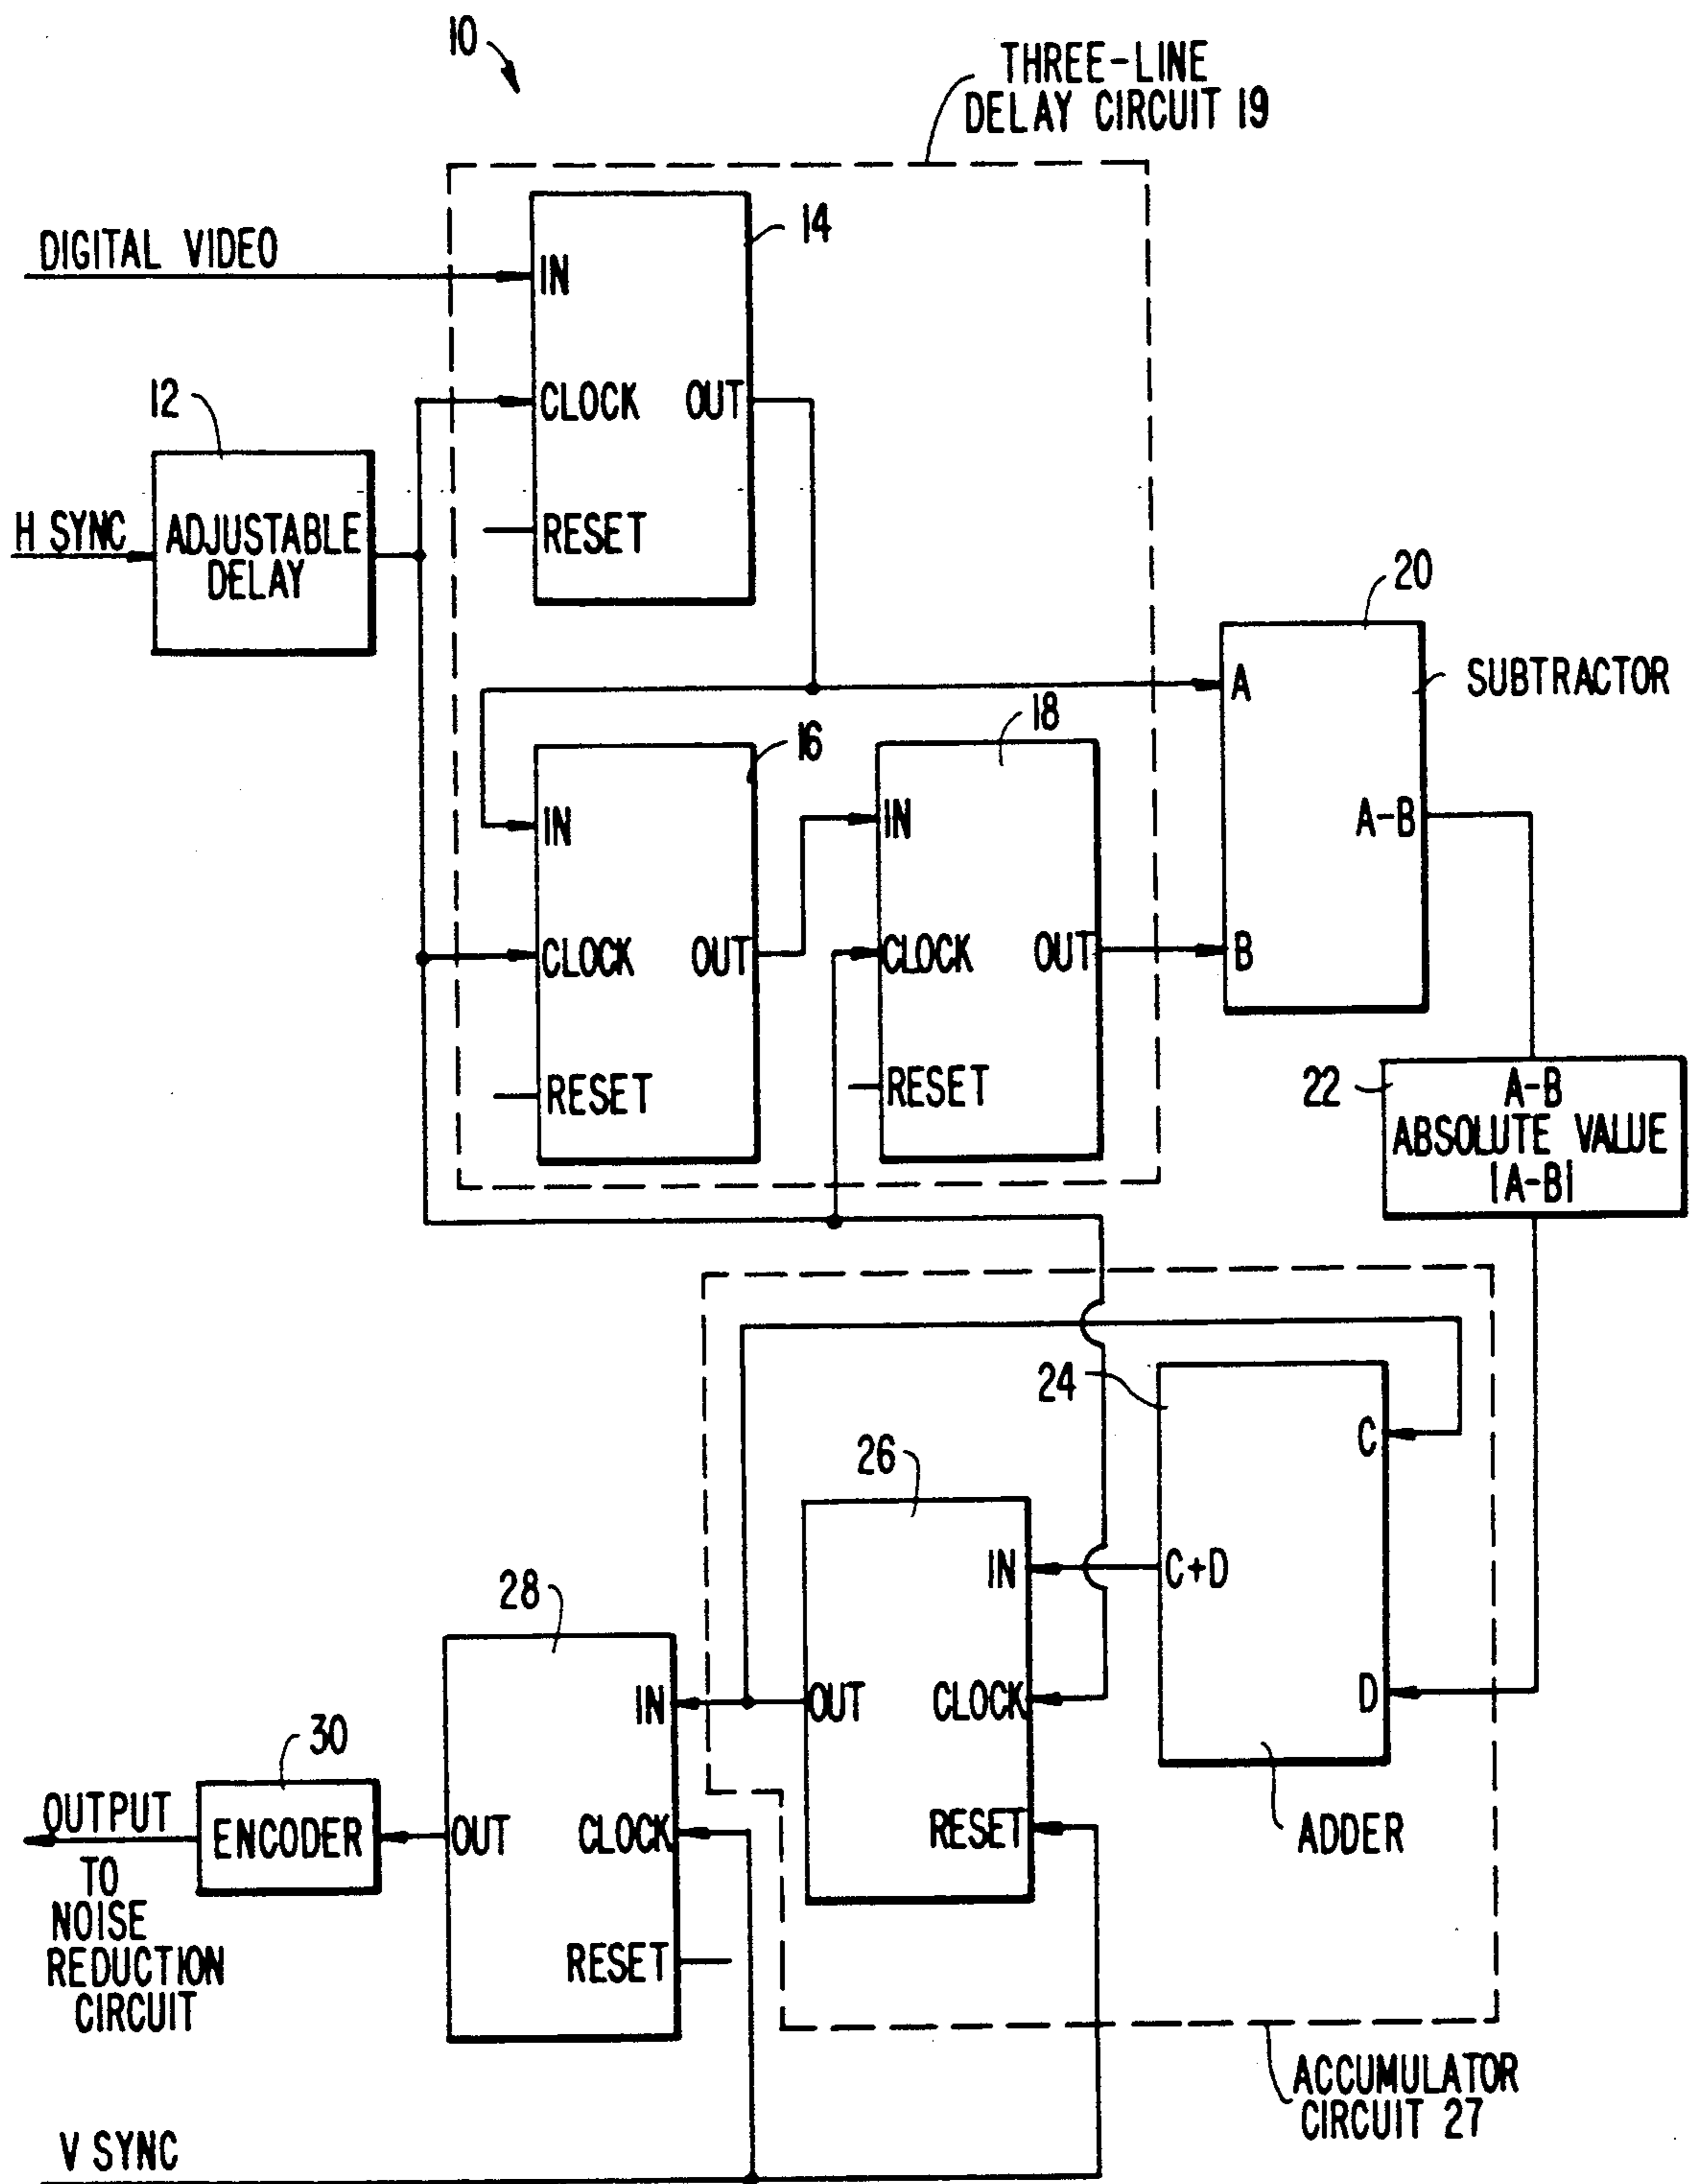 10
THREE-LINE
DELAY CIRCUIT 19
14
DIGITAL VIDEO
IN
CLOCK OUT
RESET
12
H SYNC
ADJUSTABLE
DELAY
20
A
SUBTRACTOR
A-B
B
16
IN
CLOCK OUT
RESET
18
IN
CLOCK OUT
RESET
22
A-B
ABSOLUTE VALUE
|A-B|
24
C
C+D
D
ADDER
26
IN
OUT CLOCK
RESET
28
IN
OUT CLOCK
RESET
30
ENCODER
OUTPUT
TO
NOISE
REDUCTION
CIRCUIT
ACCUMULATOR
CIRCUIT 27
V SYNC